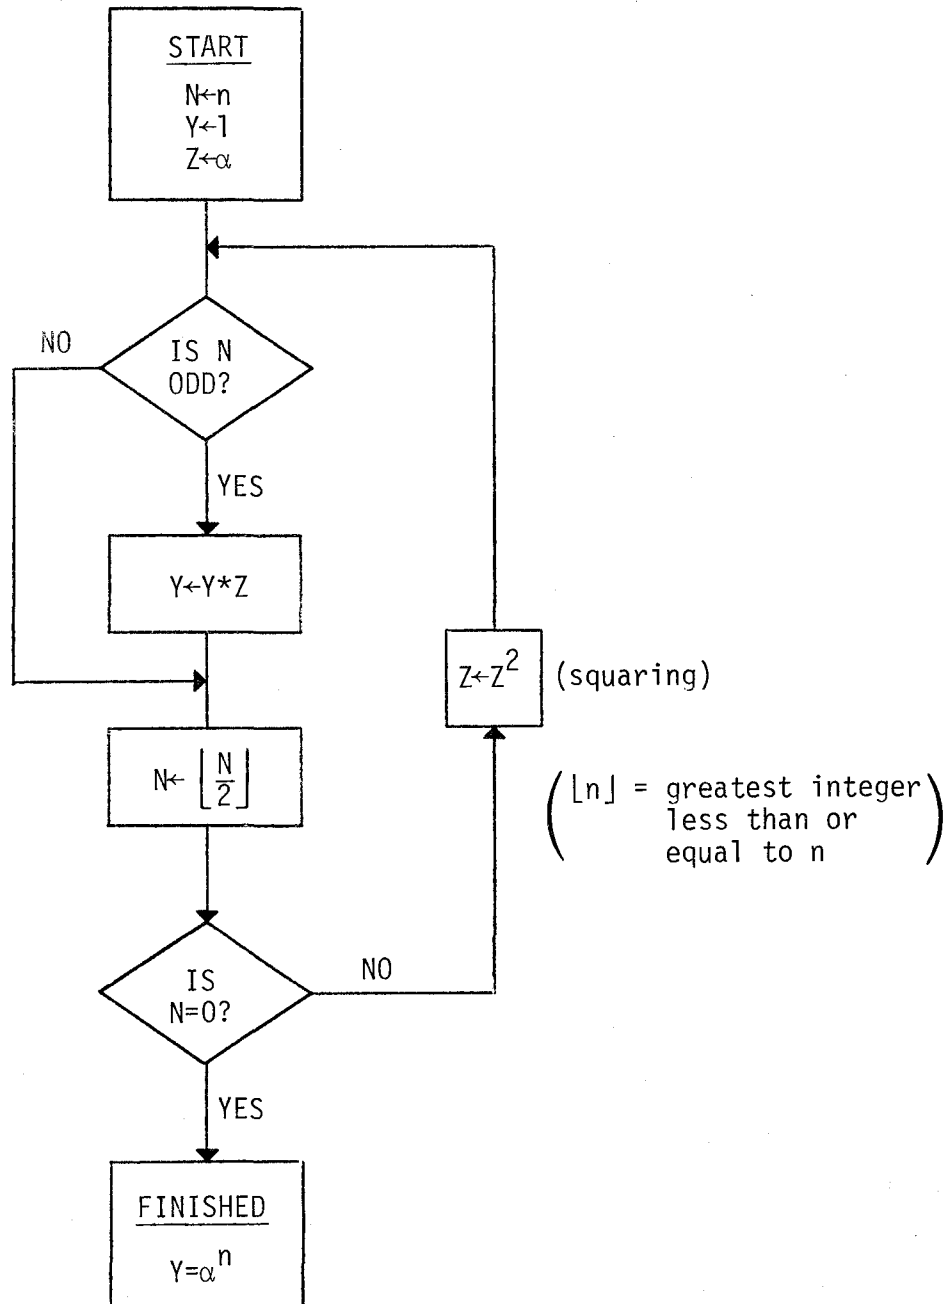 START
N←n
Y←1
Z←α
NO
IS N
ODD?
YES
Y←Y*Z
Z←Z² (squaring)
N← ⌊N/2⌋
(⌊n⌋ = greatest integer
less than or
equal to n)
IS
N=0?
NO
YES
FINISHED
Y=αⁿ